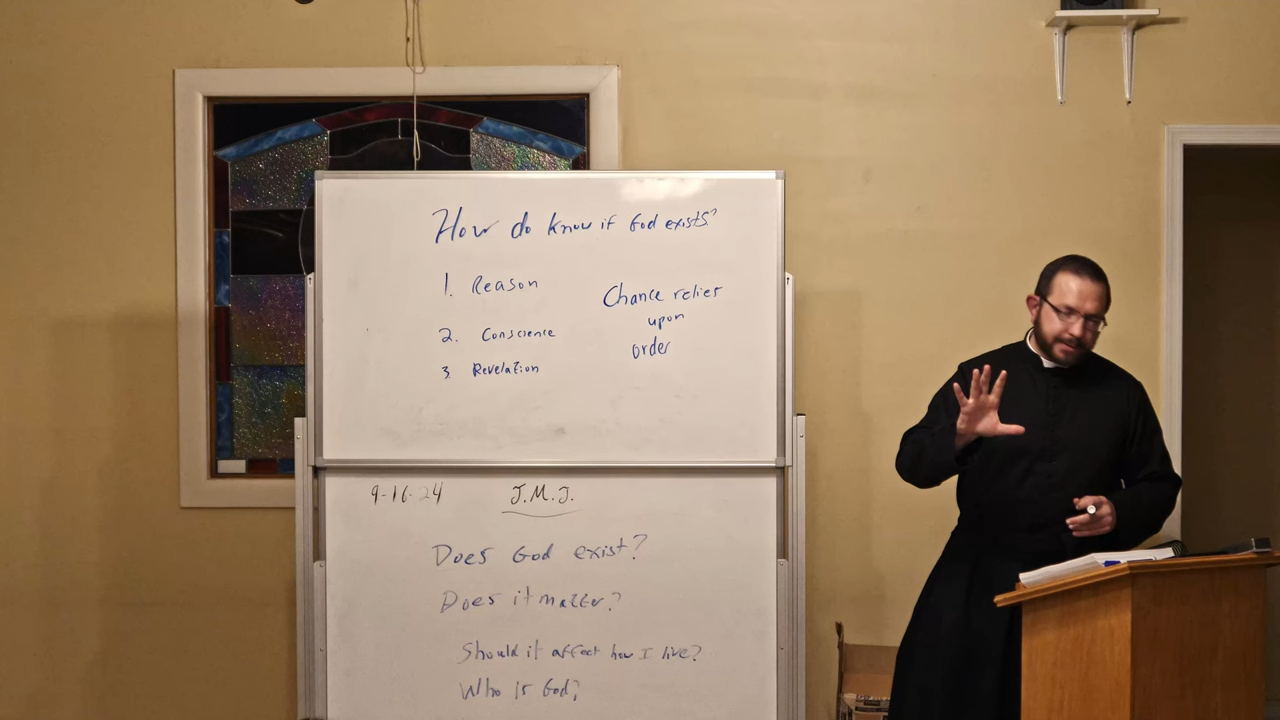 How do know if God exists?
1. Reason
2. Conscience
3. Revelation
Chance relies
upon
order
9-16-24
J.M.J.
Does God exist?
Does it matter?
Should it affect how I live?
Who is God?